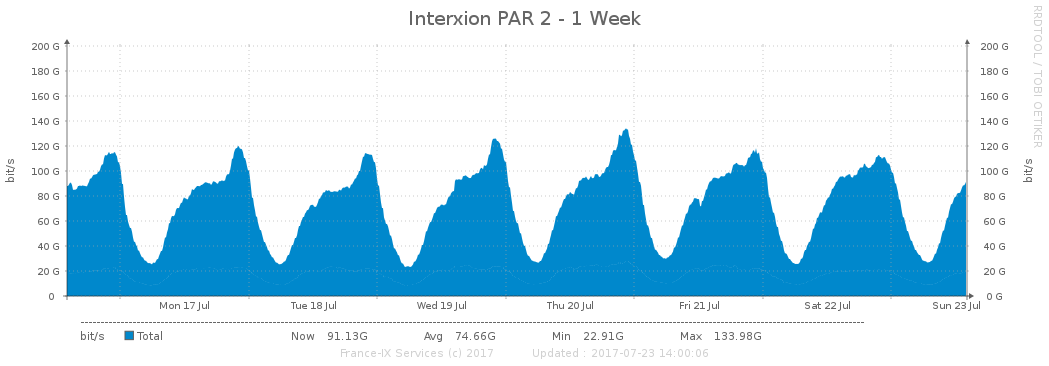 Interxion PAR 2 - 1 Week
RRDTOOL / TOBI OETIKER
bit/s
200 G 200 G
180 G 180 G
160 G 160 G
140 G 140 G
120 G 120 G
100 G 100 G
80 G 80 G
60 G 60 G
40 G 40 G
20 G 20 G
0 0 G
bit/s
Mon 17 Jul Tue 18 Jul Wed 19 Jul Thu 20 Jul Fri 21 Jul Sat 22 Jul Sun 23 Jul
bit/s Total Now 91.13G Avg 74.66G Min 22.91G Max 133.98G
France-IX Services (c) 2017 Updated : 2017-07-23 14:00:06